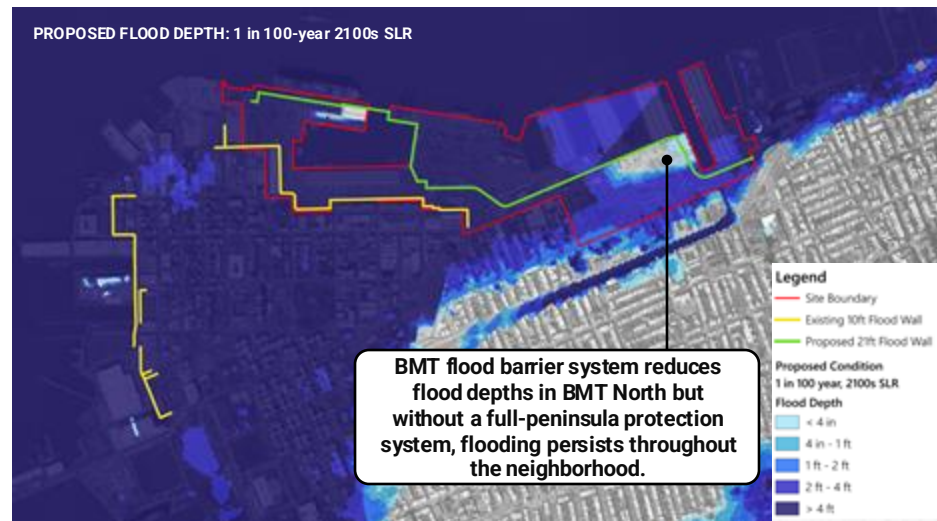 PROPOSED FLOOD DEPTH: 1 in 100-year 2100s SLR
BMT flood barrier system reduces
flood depths in BMT North but
without a full-peninsula protection
system, flooding persists throughout
the neighborhood.
Legend
Site Boundary
Existing 10ft Flood Wall
Proposed 21ft Flood Wall
Proposed Condition
1 in 100 year, 2100s SLR
Flood Depth
< 4 in
4 in - 1 ft
1 ft - 2 ft
2 ft - 4 ft
> 4 ft